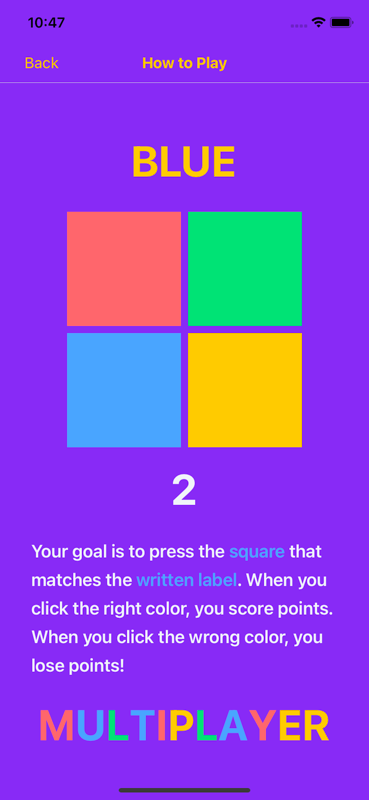 10:47
Back How to Play
BLUE
2
Your goal is to press the square that
matches the written label. When you
click the right color, you score points.
When you click the wrong color, you
lose points!
MULTIPLAYER